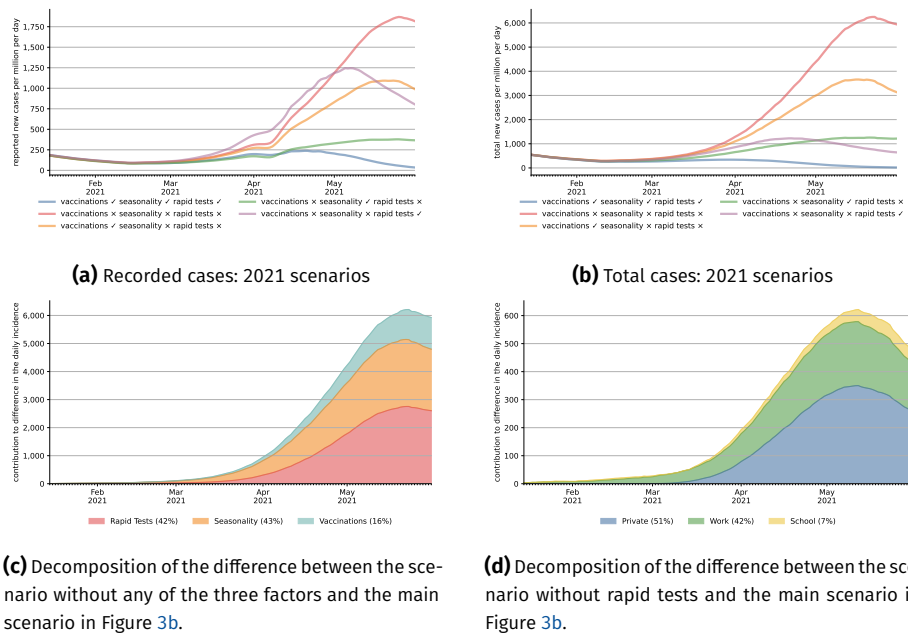 reported new cases per million per day
1,750
1,500
1,250
1,000
750
500
250
0
Feb
2021
Mar
Apr
2021
May
2021
vaccinations ✓ seasonality ✓ rapid tests ✓
vaccinations × seasonality ✓ rapid tests ×
vaccinations × seasonality × rapid tests ×
vaccinations × seasonality × rapid tests ✓
vaccinations ✓ seasonality × rapid tests ×
(a) Recorded cases: 2021 scenarios
total new cases per million per day
6,000
5,000
4,000
3,000
2,000
1,000
0
Feb
2021
Mar
2021
Apr
2021
May
2021
vaccinations ✓ seasonality ✓ rapid tests ✓
vaccinations × seasonality ✓ rapid tests ×
vaccinations × seasonality × rapid tests ×
vaccinations × seasonality × rapid tests ✓
vaccinations ✓ seasonality × rapid tests ×
(b) Total cases: 2021 scenarios
contribution to difference in the daily incidence
6,000
5,000
4,000
3,000
2,000
1,000
0
Feb
2021
Mar
2021
Apr
2021
May
2021
Rapid Tests (42%)
Seasonality (43%)
Vaccinations (16%)
(c) Decomposition of the difference between the sce-
nario without any of the three factors and the main
scenario in Figure 3b.
contribution to difference in the daily incidence
600
500
400
300
200
100
0
Feb
2021
Mar
2021
Apr
2021
May
2021
Private (51%)
Work (42%)
School (7%)
(d) Decomposition of the difference between the sce
nario without rapid tests and the main scenario i
Figure 3b.